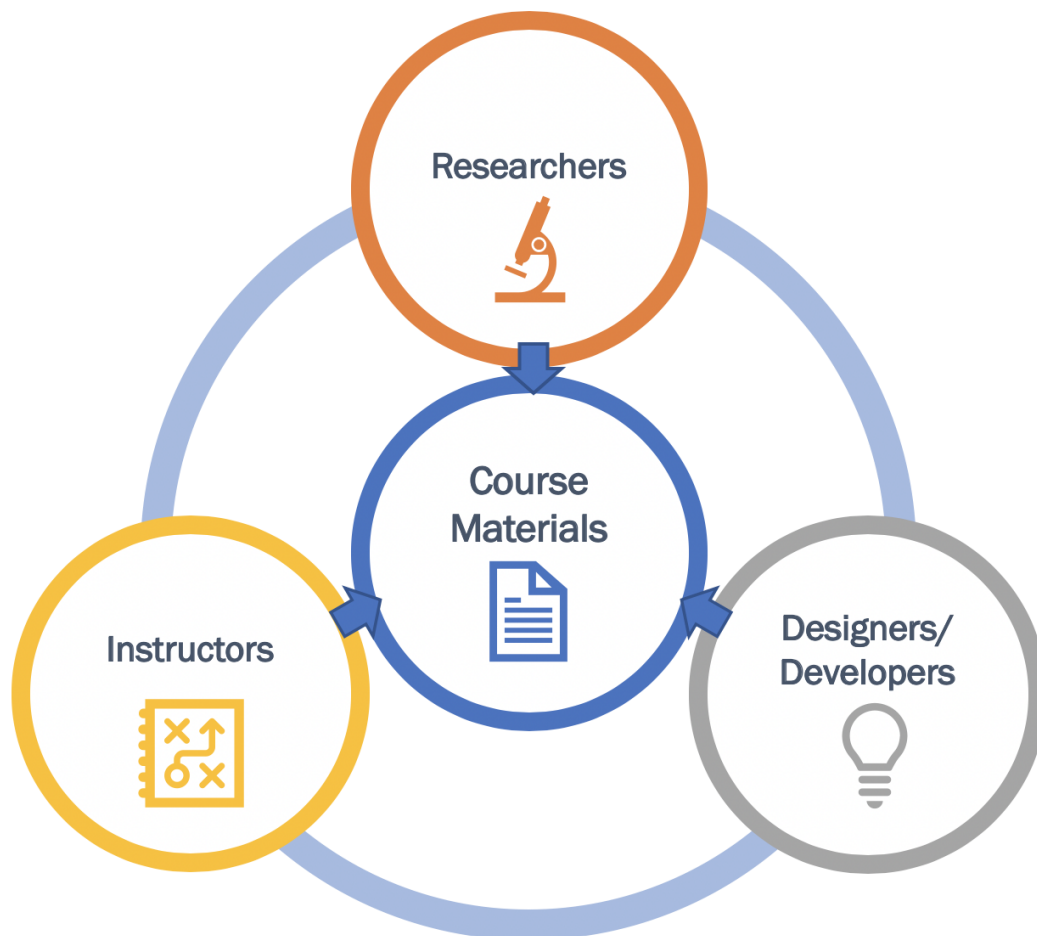 Researchers
Course
Materials
Instructors
Designers/
Developers